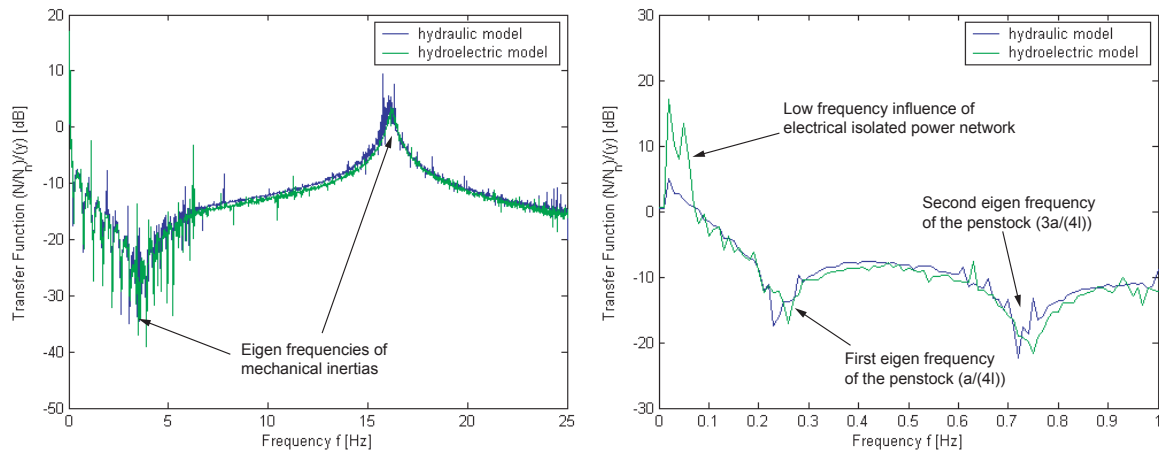 20
10
0
-10
-20
-30
-40
-50
Transfer Function (N/Nn)/(y) [dB]
hydraulic model
hydroelectric model
Eigen frequencies of
mechanical inertias
0
5
10
15
20
25
Frequency f [Hz]
30
20
10
0
-10
-20
-30
Transfer Function (N/Nn)/(y) [dB]
hydraulic model
hydroelectric model
Low frequency influence of
electrical isolated power network
Second eigen frequency
of the penstock (3a/(4l))
First eigen frequency
of the penstock (a/(4l))
0
0.1
0.2
0.3
0.4
0.5
0.6
0.7
0.8
0.9
1
Frequency f [Hz]